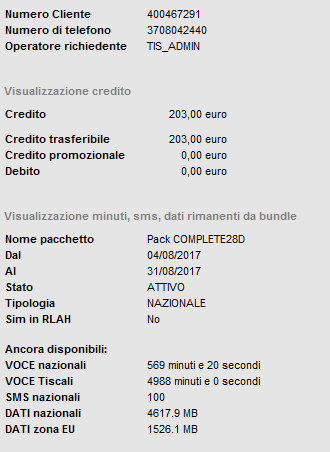 Numero Cliente 400467291
Numero di telefono 3708042440
Operatore richiedente TIS_ADMIN
Visualizzazione credito
Credito 203,00 euro
Credito trasferibile 203,00 euro
Credito promozionale 0,00 euro
Debito 0,00 euro
Visualizzazione minuti, sms, dati rimanenti da bundle
Nome pacchetto Pack COMPLETE28D
Dal 04/08/2017
Al 31/08/2017
Stato ATTIVO
Tipologia NAZIONALE
Sim in RLAH No
Ancora disponibili:
VOCE nazionali 569 minuti e 20 secondi
VOCE Tiscali 4988 minuti e 0 secondi
SMS nazionali 100
DATI nazionali 4617.9 MB
DATI zona EU 1526.1 MB